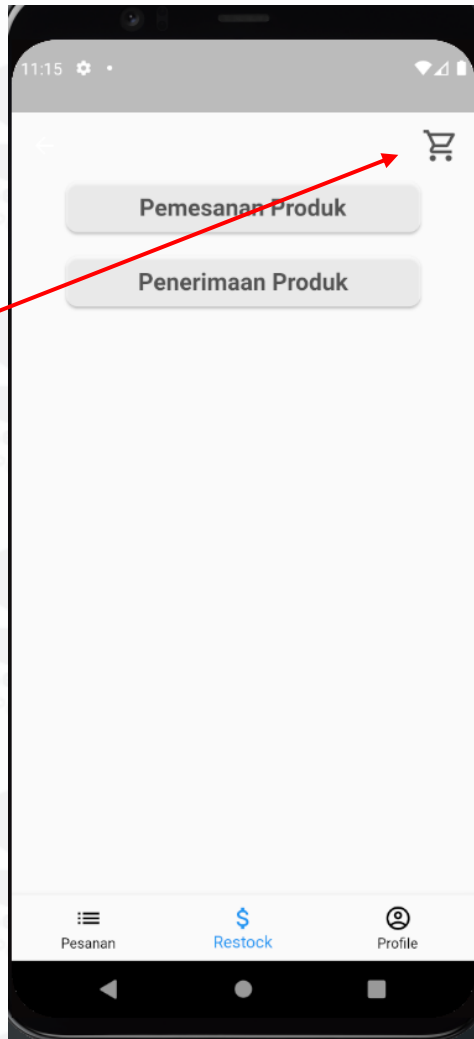 11:15
Pemesanan Produk
Penerimaan Produk
Pesanan
Restock
Profile